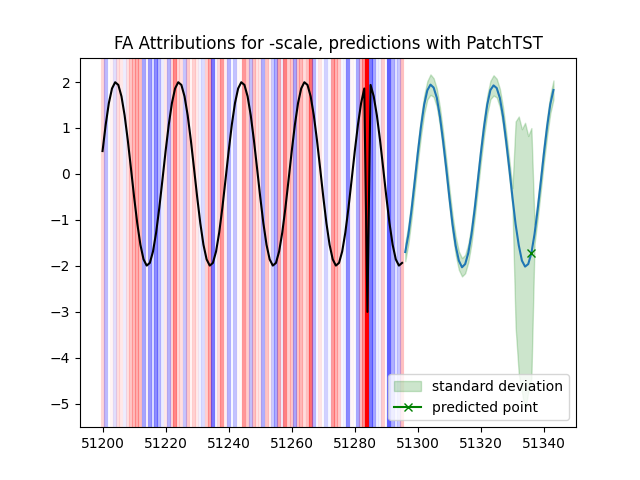 FA Attributions for -scale, predictions with PatchTST
2
1
0
−1
−2
−3
−4
−5
standard deviation
predicted point
51200 51220 51240 51260 51280 51300 51320 51340